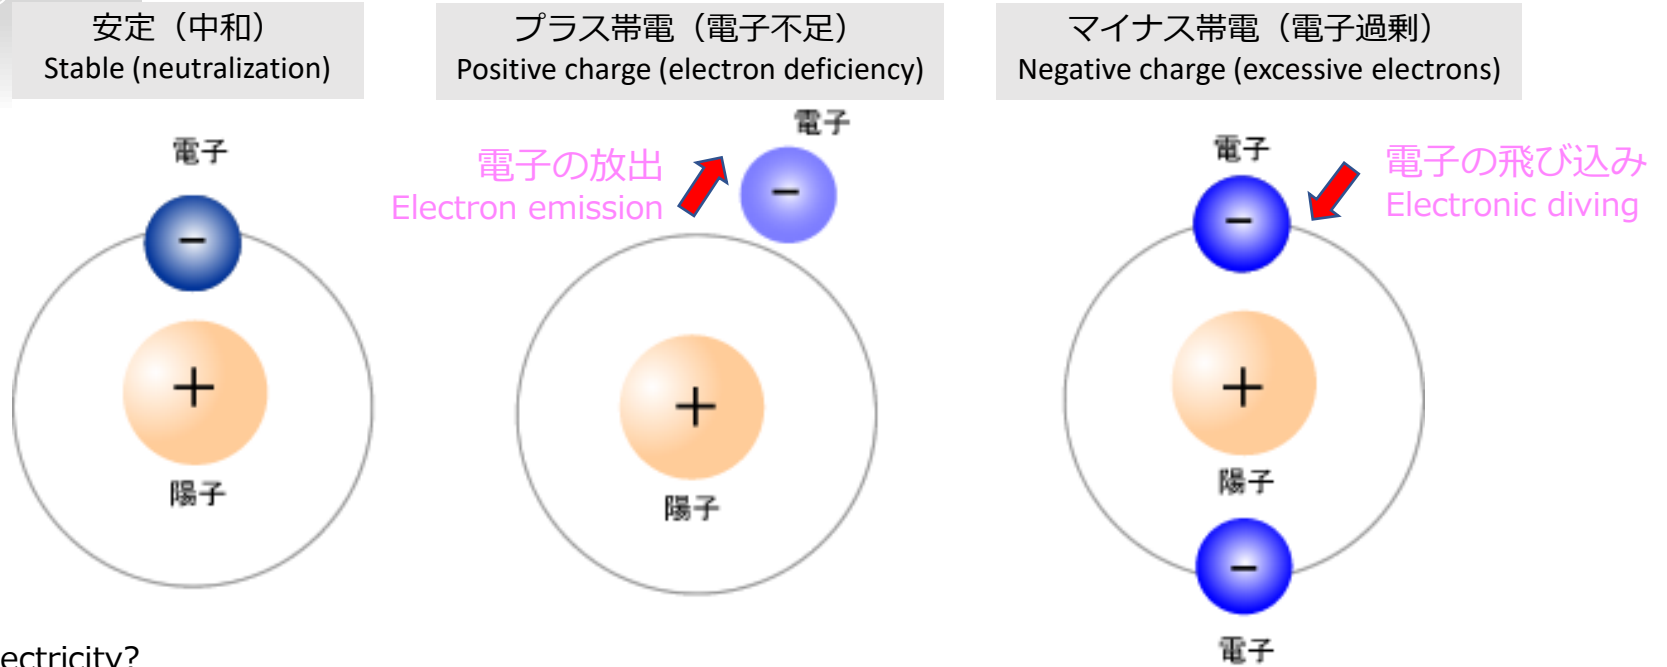 安定（中和）
Stable (neutralization)
電子
-
+
陽子
プラス帯電（電子不足）
Positive charge (electron deficiency)
電子
電子の放出
Electron emission
-
+
陽子
マイナス帯電（電子過剰）
Negative charge (excessive electrons)
電子
電子の飛び込み
Electronic diving
-
+
陽子
-
電子
ectricity?